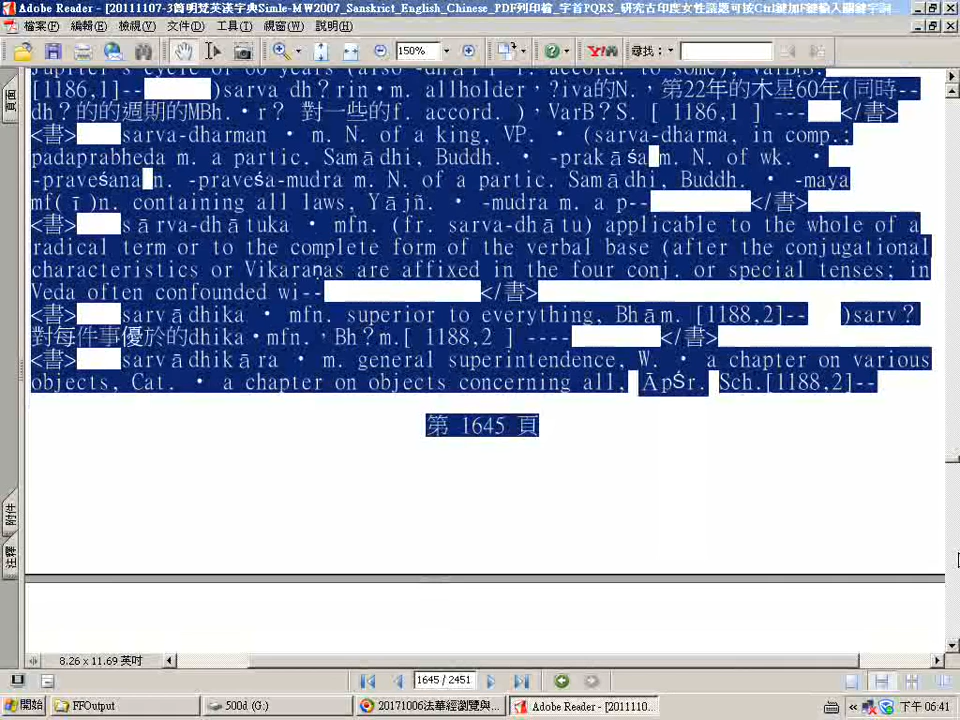 Adobe Reader - [20111107-3簡明梵英漢字典Simle-MW2007_Sanskrict_English_Chinese_PDF列印檔_字首PQRS_研究古印度女性議題可按Ctrl鍵加F鍵輸入關鍵字詞
檔案(F) 編輯(E) 檢視(V) 文件(D) 工具(T) 視窗(W) 說明(H)
150% Y! 尋找:
頁面
Jupiter's cycle of 60 years (also -dhārī f. accord. to some), VarBṛS.
[1186,1]-- )sarva dh?rin‧m. allholder,?iva的N.,第22年的木星60年(同時--
dh?的的週期的MBh.‧r? 對一些的f. accord. ),VarB?S. [ 1186,1 ] --- </書>
<書> sarva-dharman ‧ m. N. of a king, VP. ‧ (sarva-dharma, in comp.;
padaprabheda m. a partic. Samādhi, Buddh. ‧ -prakāśa m. N. of wk. ‧
-praveśana n. -praveśa-mudra m. N. of a partic. Samādhi, Buddh. ‧ -maya
mf(ī)n. containing all laws, Yājñ. ‧ -mudra m. a p-- </書>
<書> sārva-dhātuka ‧ mfn. (fr. sarva-dhātu) applicable to the whole of a
radical term or to the complete form of the verbal base (after the conjugational
characteristics or Vikaraṇas are affixed in the four conj. or special tenses; in
Veda often confounded wi-- </書>
<書> sarvādhika ‧ mfn. superior to everything, Bhām. [1188,2]-- )sarv?
對每件事優於的dhika‧mfn.,Bh?m.[ 1188,2 ] ---- </書>
<書> sarvādhikāra ‧ m. general superintendence, W. ‧ a chapter on various
objects, Cat. ‧ a chapter on objects concerning all, ĀpŚr. Sch.[1188,2]--
第 1645 頁
附件
注釋
8.26 x 11.69 英吋
1645 / 2451
開始 FFOutput 500d (G:) 20171006法華經瀏覽與... Adobe Reader - [2011110... 下午 06:41